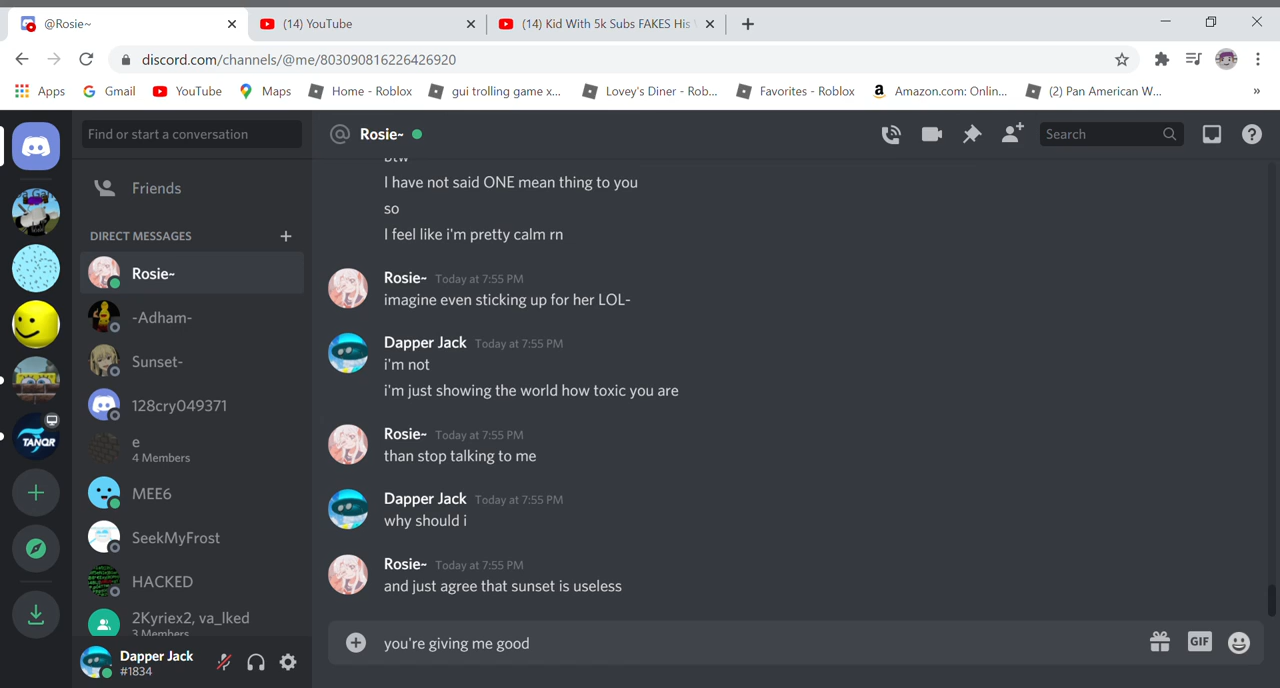 @Rosie~
(14) YouTube
(14) Kid With 5k Subs FAKES His
discord.com/channels/@me/803090816226426920
Apps
Gmail
YouTube
Maps
Home - Roblox
gui trolling game x...
Lovey's Diner - Rob...
Favorites - Roblox
Amazon.com: Onlin...
(2) Pan American W...
»
Find or start a conversation
@ Rosie~
Search
Friends
DIRECT MESSAGES
Rosie~
-Adham-
Sunset-
128cry049371
e
4 Members
MEE6
SeekMyFrost
HACKED
2Kyriex2, va_lked
3 Members
Dapper Jack
#1834
TANQR
btw
I have not said ONE mean thing to you
so
I feel like i'm pretty calm rn
Rosie~ Today at 7:55 PM
imagine even sticking up for her LOL-
Dapper Jack Today at 7:55 PM
i'm not
i'm just showing the world how toxic you are
Rosie~ Today at 7:55 PM
than stop talking to me
Dapper Jack Today at 7:55 PM
why should i
Rosie~ Today at 7:55 PM
and just agree that sunset is useless
you're giving me good
GIF